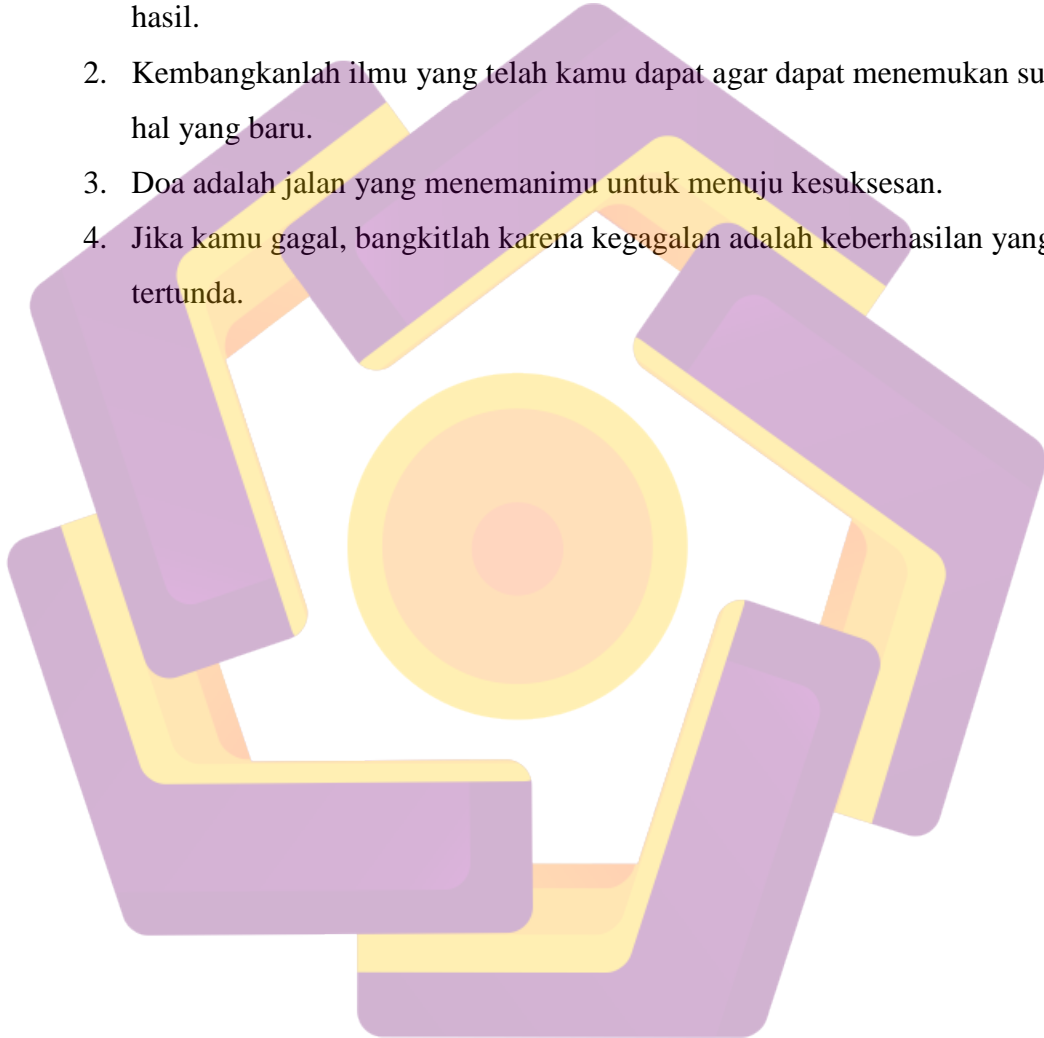 hasil.
2. Kembangkanlah ilmu yang telah kamu dapat agar dapat menemukan su
hal yang baru.
3. Doa adalah jalan yang menemanimu untuk menuju kesuksesan.
4. Jika kamu gagal, bangkitlah karena kegagalan adalah keberhasilan yang
tertunda.